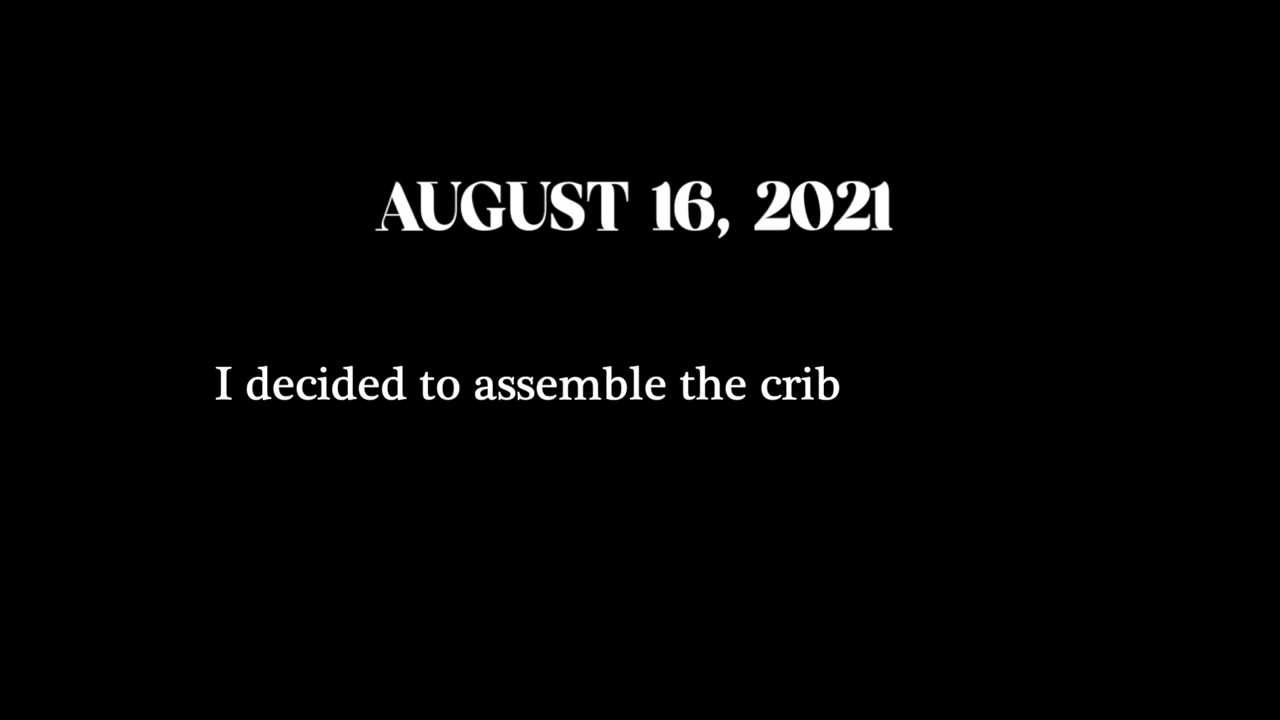 AUGUST 16, 2021
I decided to assemble the crib